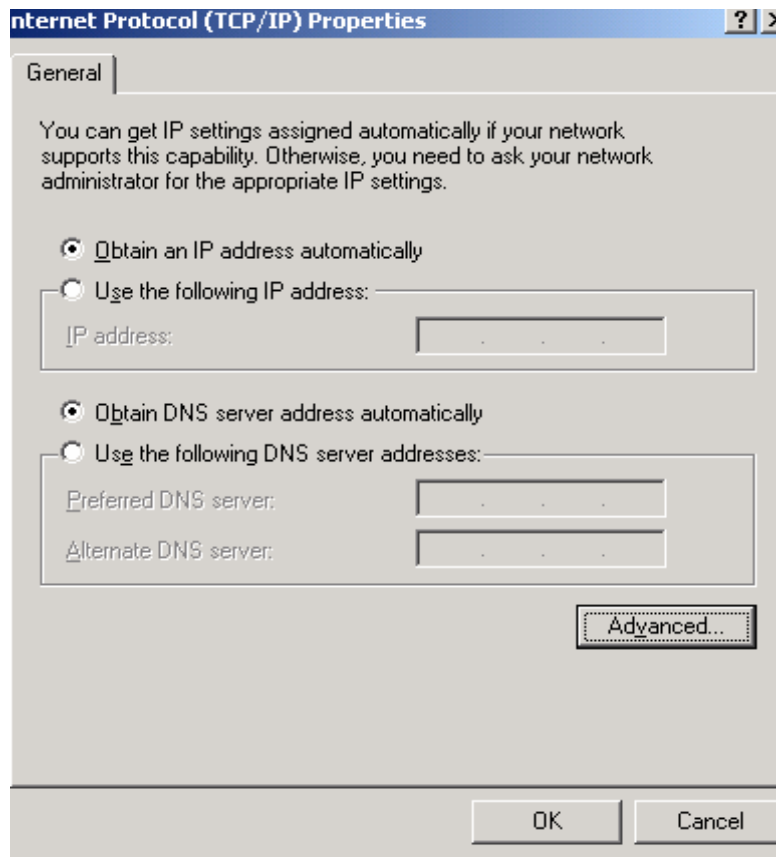 nternet Protocol (TCP/IP) Properties
General
You can get IP settings assigned automatically if your network
supports this capability. Otherwise, you need to ask your network
administrator for the appropriate IP settings.
Obtain an IP address automatically
Use the following IP address:
IP address:
Obtain DNS server address automatically
Use the following DNS server addresses:
Preferred DNS server:
Alternate DNS server:
Advanced...
OK Cancel